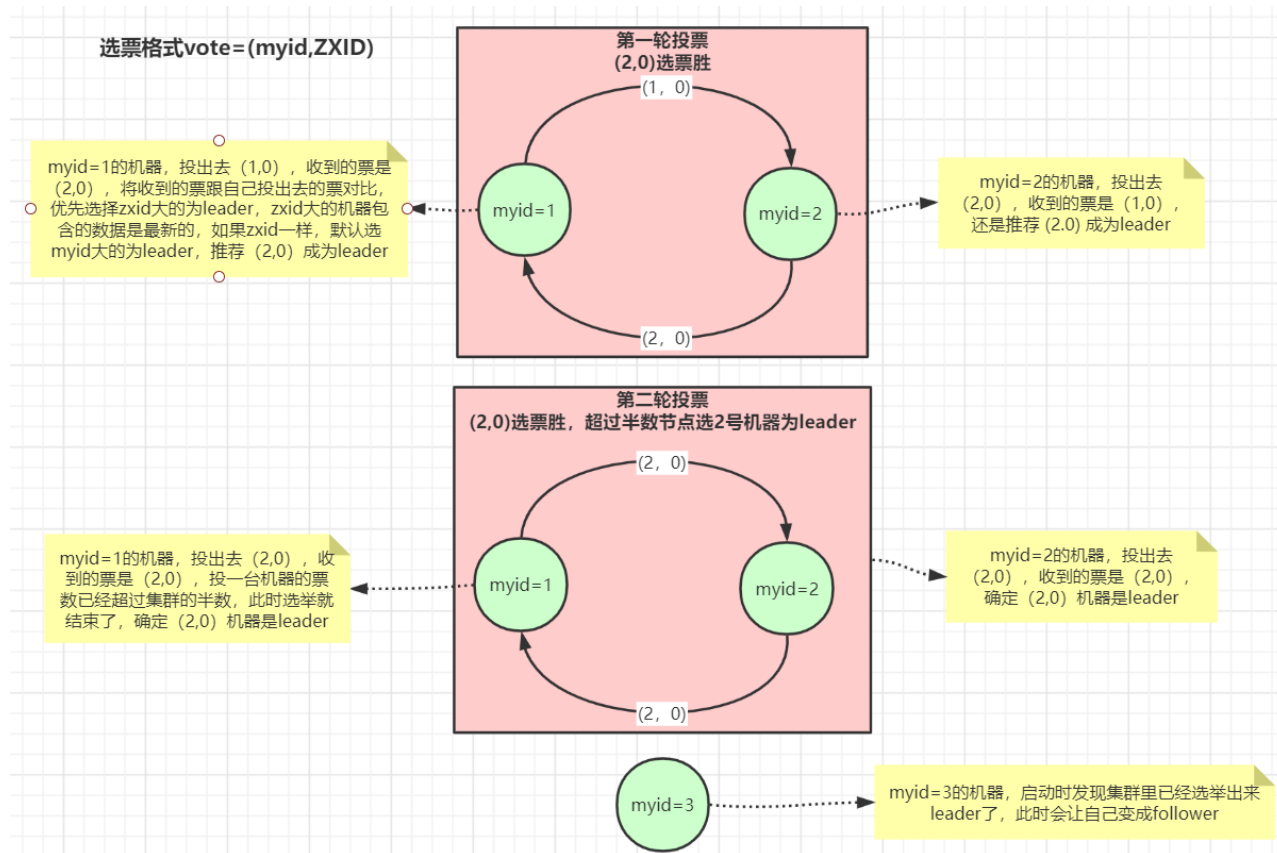 选票格式vote=(myid,ZXID)
第一轮投票
(2,0)选票胜
(1，0)
myid=1的机器，投出去（1,0），收到的票是
（2,0），将收到的票跟自己投出去的票对比，
优先选择zxid大的为leader，zxid大的机器包
含的数据是最新的，如果zxid一样，默认选
myid大的为leader，推荐（2,0）成为leader
myid=1
myid=2
myid=2的机器，投出去
（2,0），收到的票是（1,0），
还是推荐 (2.0) 成为leader
(2，0)
第二轮投票
(2,0)选票胜，超过半数节点选2号机器为leader
(2，0)
myid=1的机器，投出去（2,0），收
到的票是（2,0），投一台机器的票
数已经超过集群的半数，此时选举就
结束了，确定（2,0）机器是leader
myid=1
myid=2
myid=2的机器，投出去
（2,0），收到的票是（2,0），
确定（2,0）机器是leader
(2，0)
myid=3
myid=3的机器，启动时发现集群里已经选举出来
leader了，此时会让自己变成follower